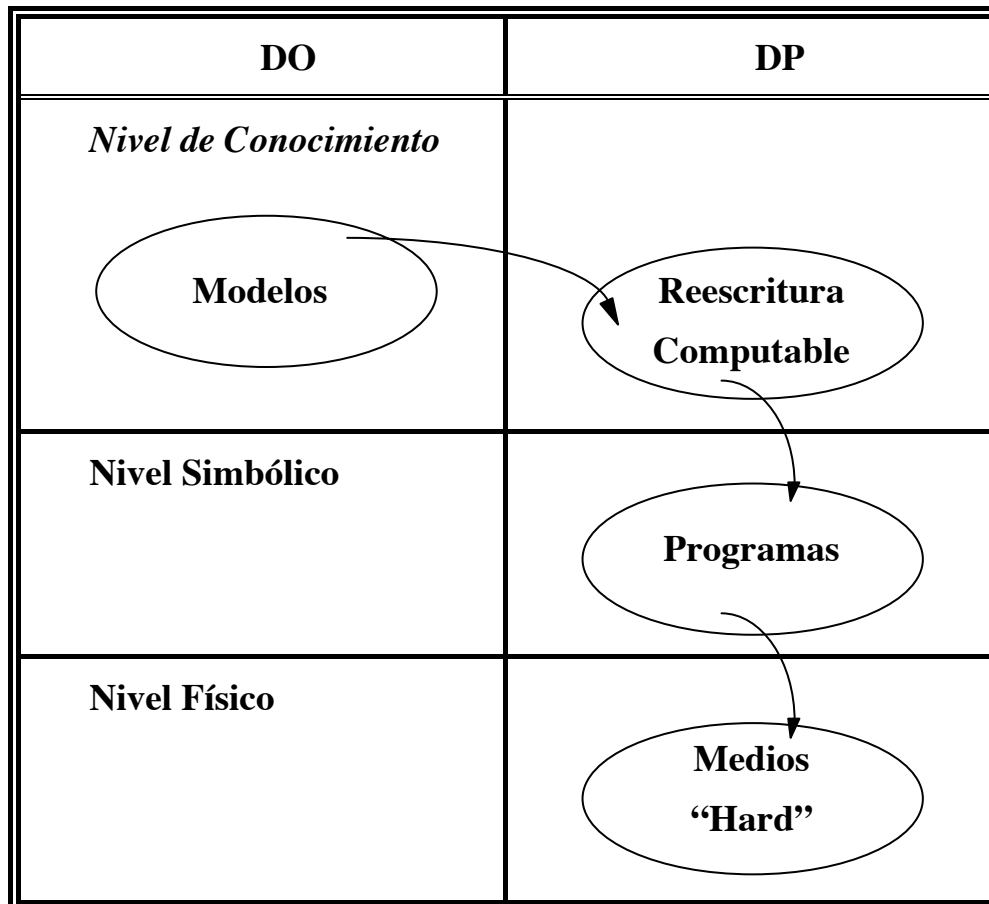 DO
DP
Nivel de Conocimiento
Modelos
Reescritura
Computable
Nivel Simbólico
Programas
Nivel Físico
Medios
“Hard”